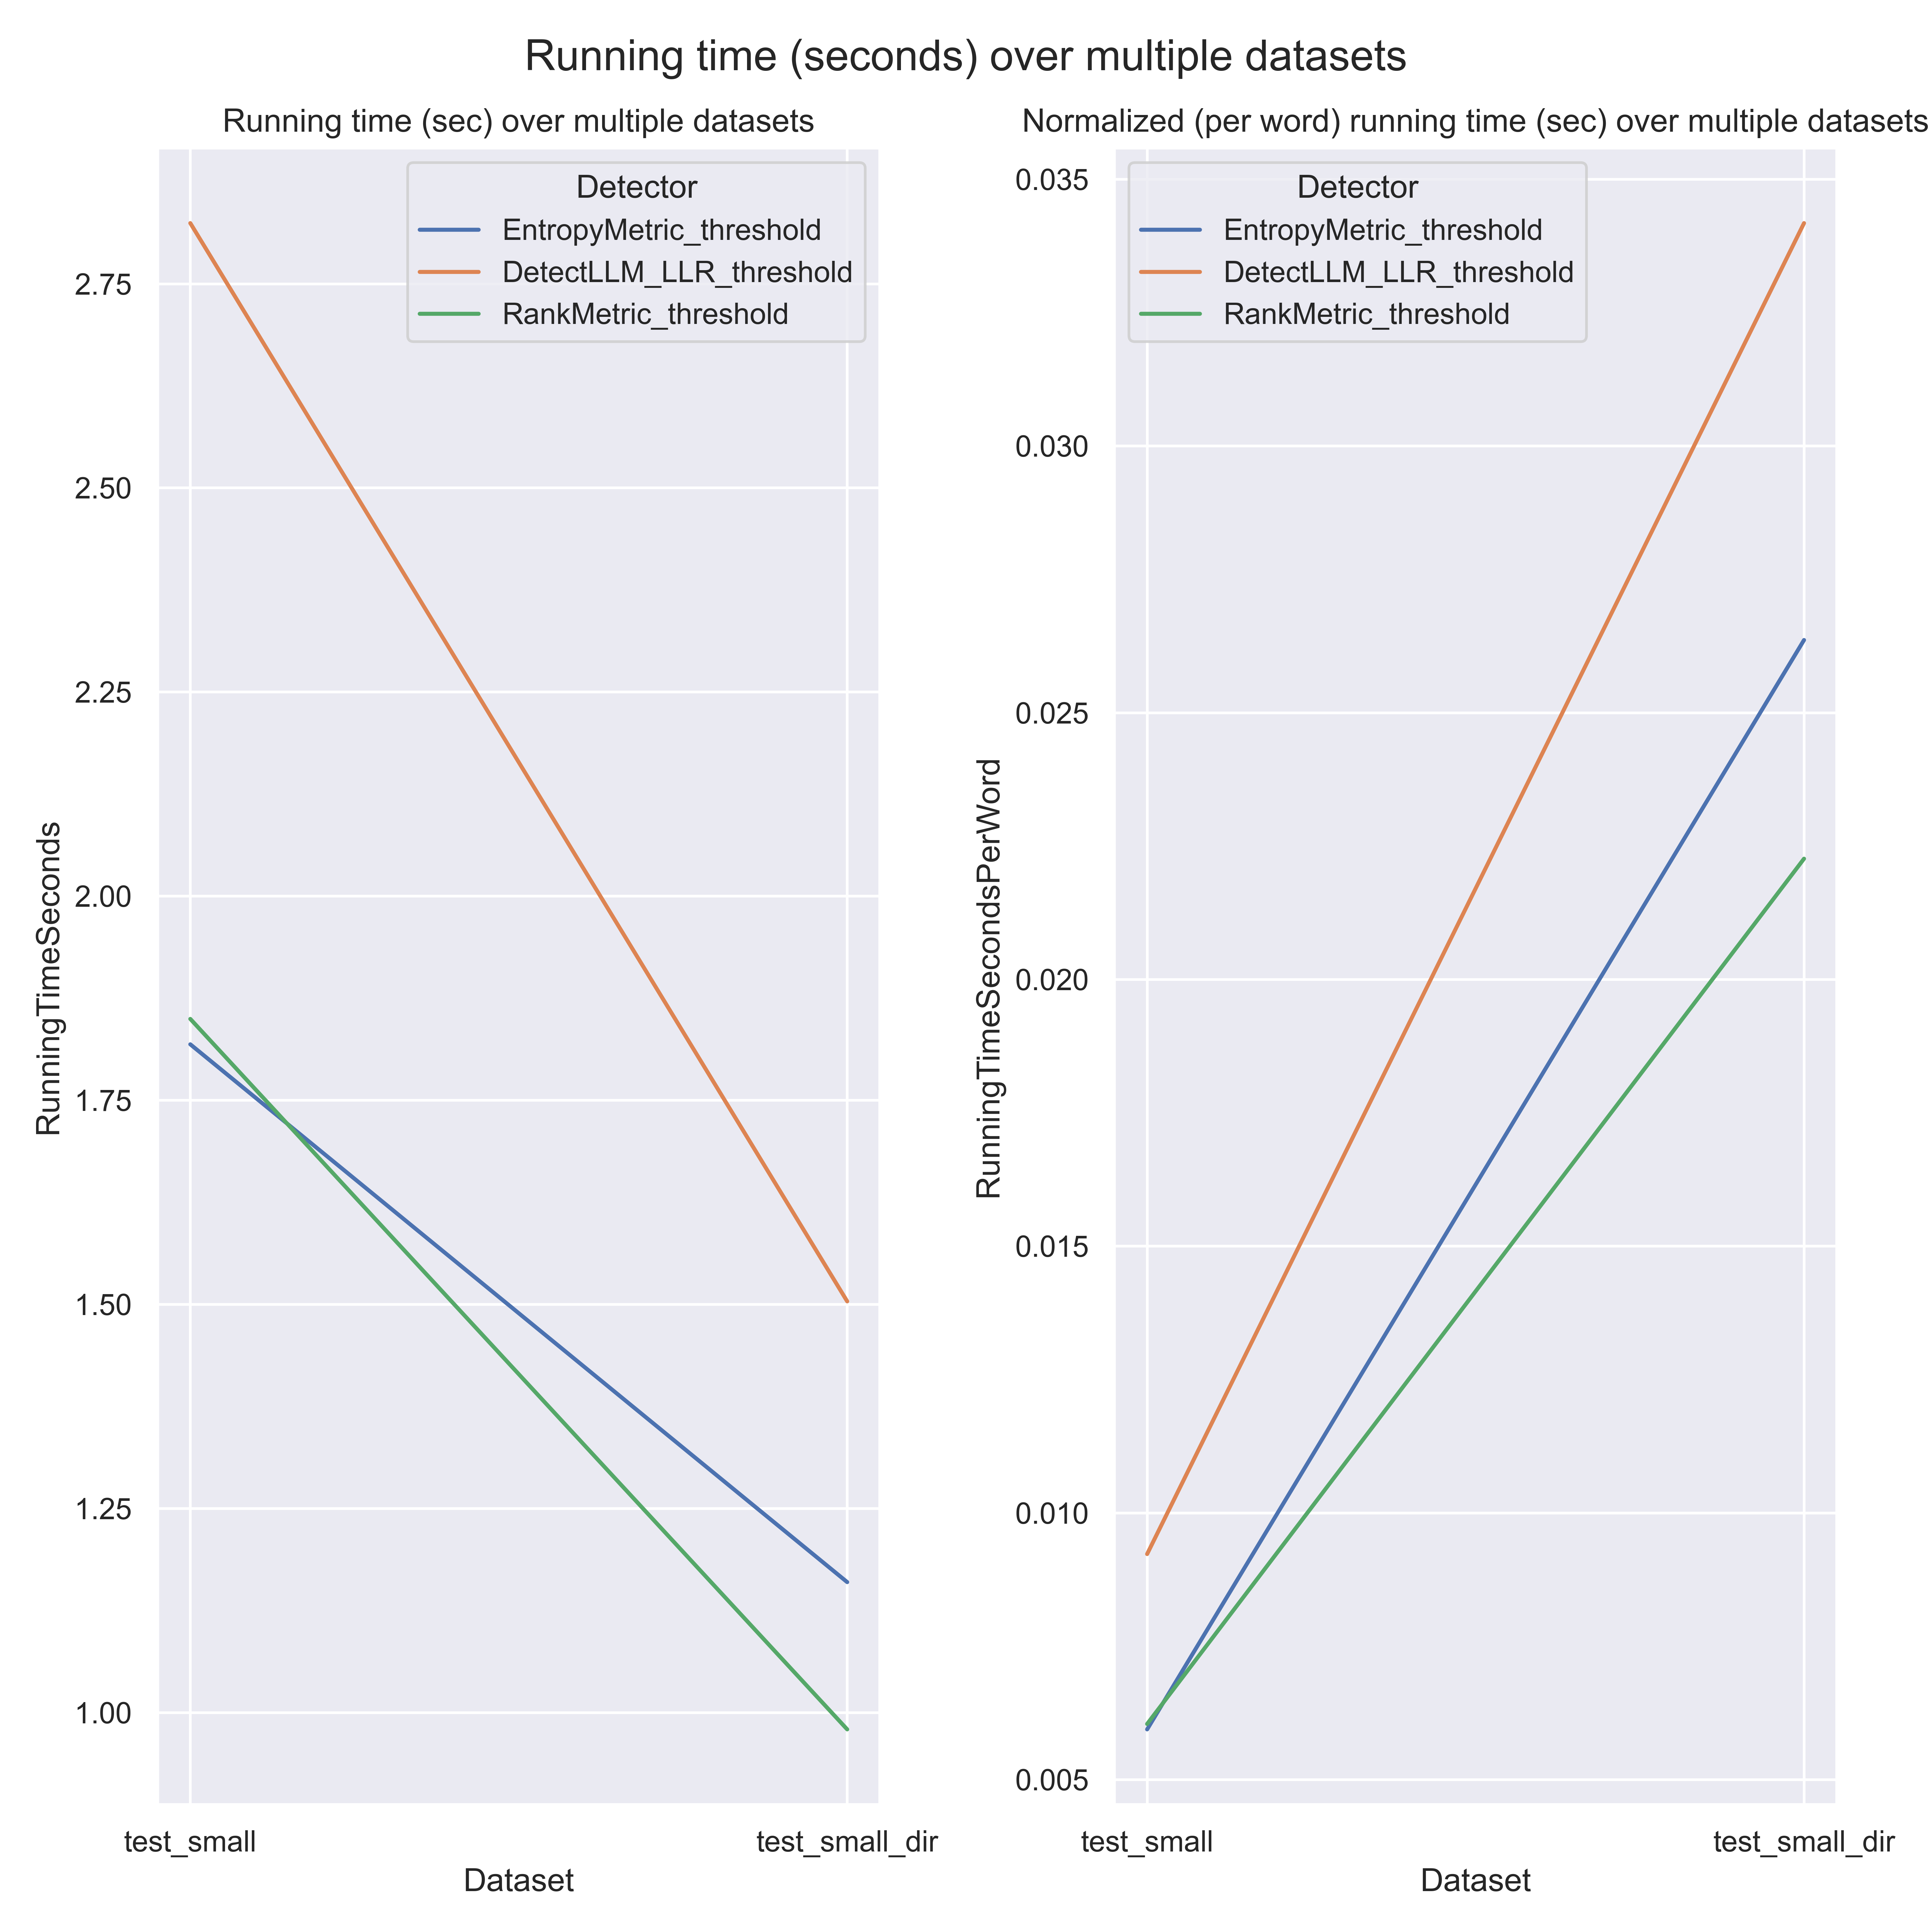 Running time (seconds) over multiple datasets
Running time (sec) over multiple datasets
Detector
EntropyMetric_threshold
DetectLLM_LLR_threshold
RankMetric_threshold
2.75
2.50
2.25
2.00
1.75
1.50
1.25
1.00
RunningTimeSeconds
test_small
test_small_dir
Dataset
Normalized (per word) running time (sec) over multiple datasets
Detector
EntropyMetric_threshold
DetectLLM_LLR_threshold
RankMetric_threshold
0.035
0.030
0.025
0.020
0.015
0.010
0.005
RunningTimeSecondsPerWord
test_small
test_small_dir
Dataset